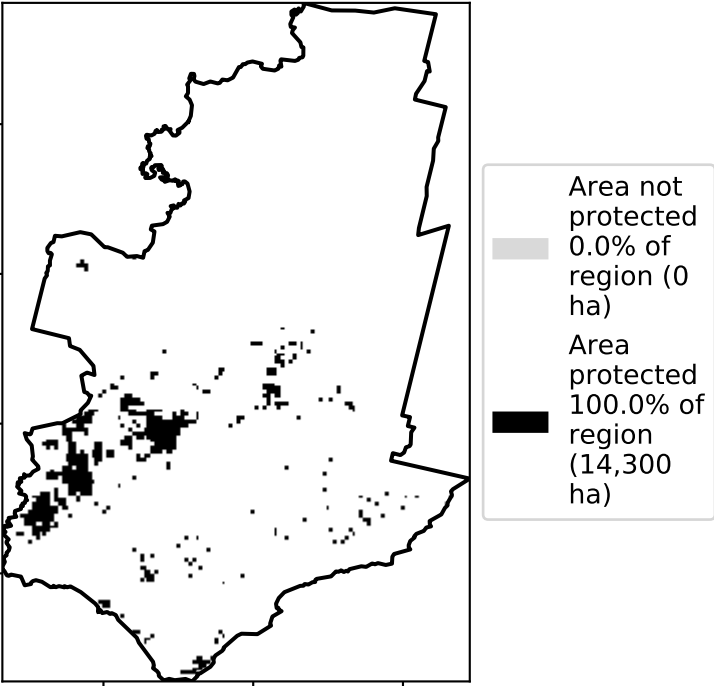 Area not
protected
0.0% of
region (0
ha)
Area
protected
100.0% of
region
(14,300
ha)